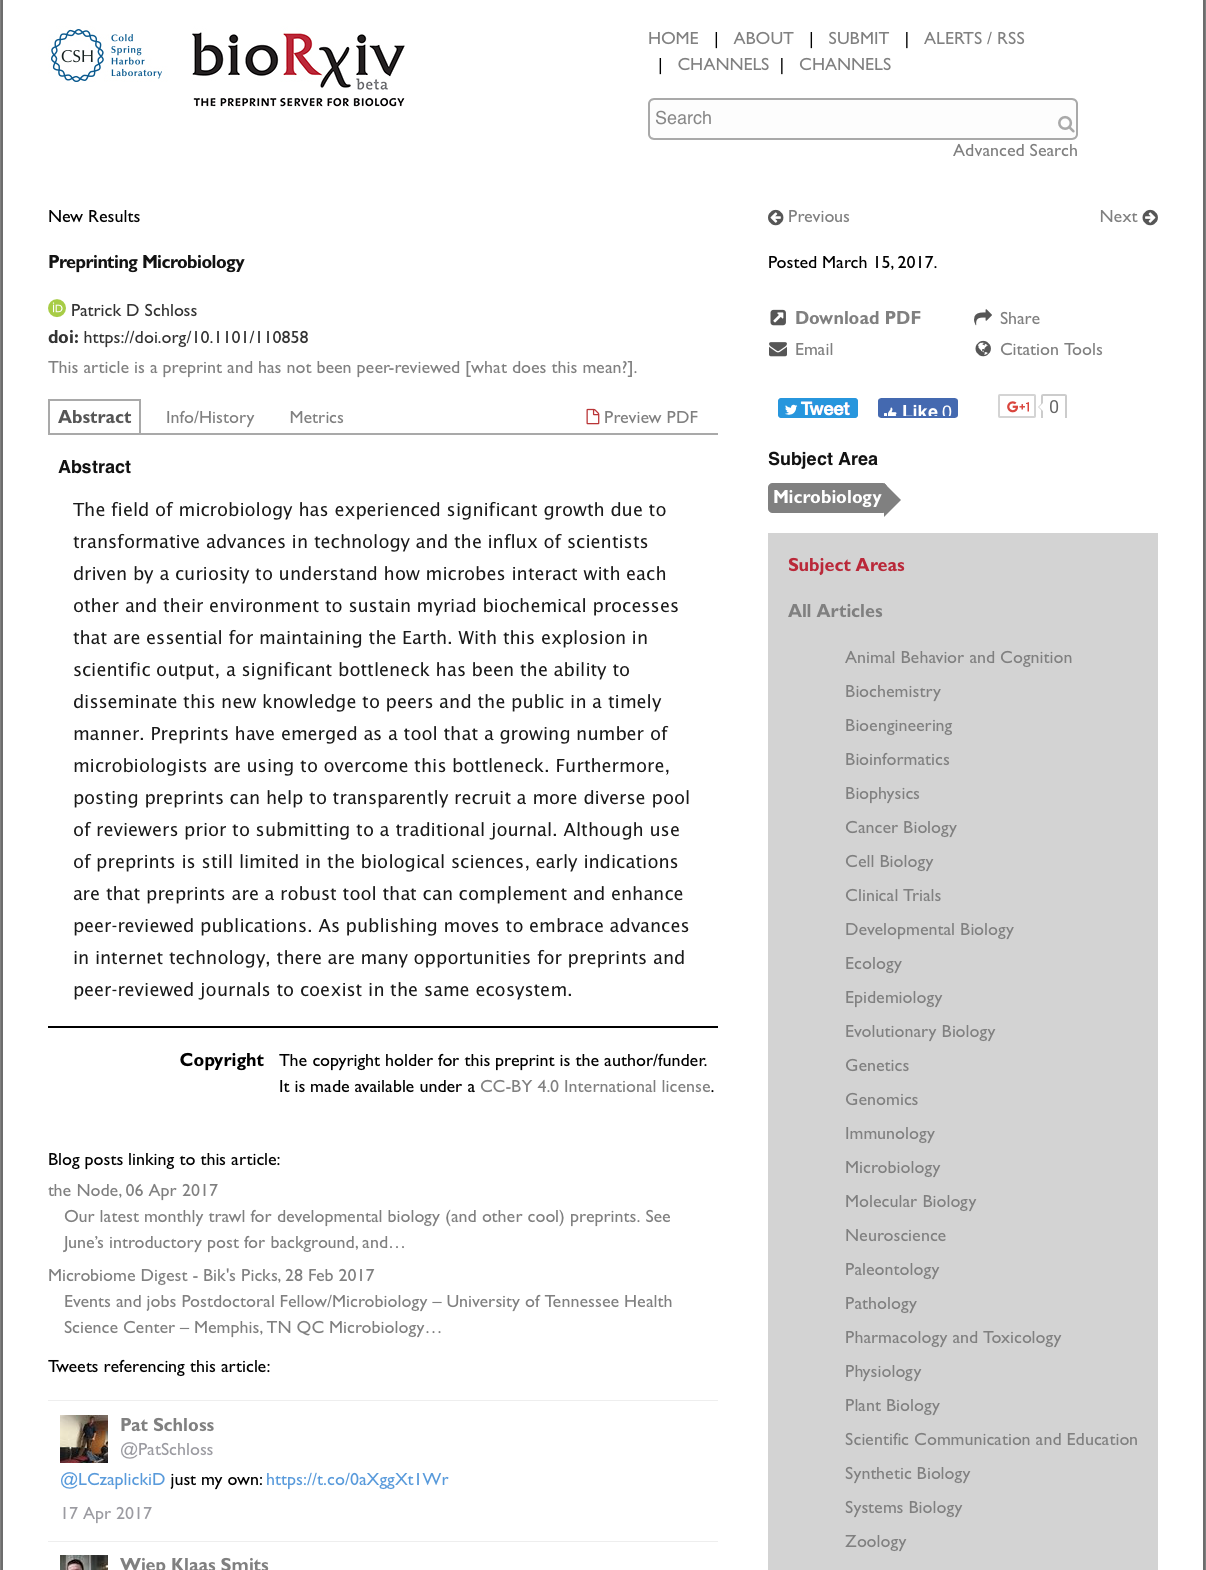 CSH
Cold
Spring
Harbor
Laboratory
bioRxiv
beta
THE PREPRINT SERVER FOR BIOLOGY
HOME | ABOUT | SUBMIT | ALERTS / RSS
| CHANNELS | CHANNELS
Search
Advanced Search
New Results
Preprinting Microbiology
iD Patrick D Schloss
doi: https://doi.org/10.1101/110858
This article is a preprint and has not been peer-reviewed [what does this mean?].
Abstract Info/History Metrics Preview PDF
Abstract
The field of microbiology has experienced significant growth due to
transformative advances in technology and the influx of scientists
driven by a curiosity to understand how microbes interact with each
other and their environment to sustain myriad biochemical processes
that are essential for maintaining the Earth. With this explosion in
scientific output, a significant bottleneck has been the ability to
disseminate this new knowledge to peers and the public in a timely
manner. Preprints have emerged as a tool that a growing number of
microbiologists are using to overcome this bottleneck. Furthermore,
posting preprints can help to transparently recruit a more diverse pool
of reviewers prior to submitting to a traditional journal. Although use
of preprints is still limited in the biological sciences, early indications
are that preprints are a robust tool that can complement and enhance
peer-reviewed publications. As publishing moves to embrace advances
in internet technology, there are many opportunities for preprints and
peer-reviewed journals to coexist in the same ecosystem.
Copyright The copyright holder for this preprint is the author/funder.
It is made available under a CC-BY 4.0 International license.
Blog posts linking to this article:
the Node, 06 Apr 2017
Our latest monthly trawl for developmental biology (and other cool) preprints. See
June's introductory post for background, and…
Microbiome Digest - Bik's Picks, 28 Feb 2017
Events and jobs Postdoctoral Fellow/Microbiology – University of Tennessee Health
Science Center – Memphis, TN QC Microbiology…
Tweets referencing this article:
Pat Schloss
@PatSchloss
@LCzaplickiD just my own: https://t.co/0aXggXt1Wr
17 Apr 2017
Wiep Klaas Smits
Previous Next
Posted March 15, 2017.
Download PDF Share
Email Citation Tools
Tweet Like 0 G+1 0
Subject Area
Microbiology
Subject Areas
All Articles
Animal Behavior and Cognition
Biochemistry
Bioengineering
Bioinformatics
Biophysics
Cancer Biology
Cell Biology
Clinical Trials
Developmental Biology
Ecology
Epidemiology
Evolutionary Biology
Genetics
Genomics
Immunology
Microbiology
Molecular Biology
Neuroscience
Paleontology
Pathology
Pharmacology and Toxicology
Physiology
Plant Biology
Scientific Communication and Education
Synthetic Biology
Systems Biology
Zoology